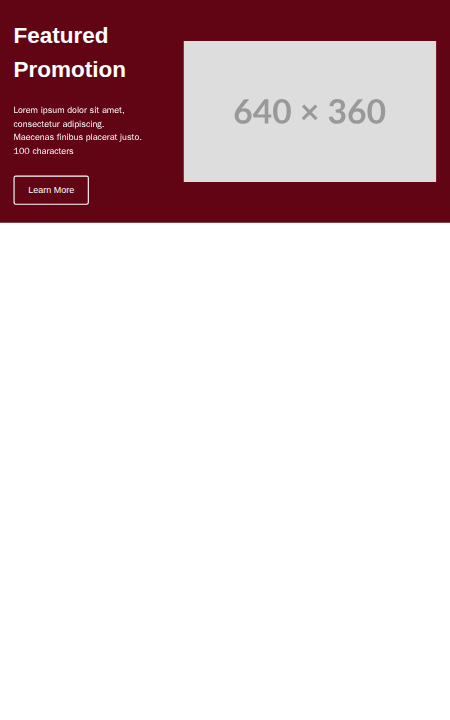 Featured
Promotion
Lorem ipsum dolor sit amet,
consectetur adipiscing.
Maecenas finibus placerat justo.
100 characters
Learn More
640 × 360